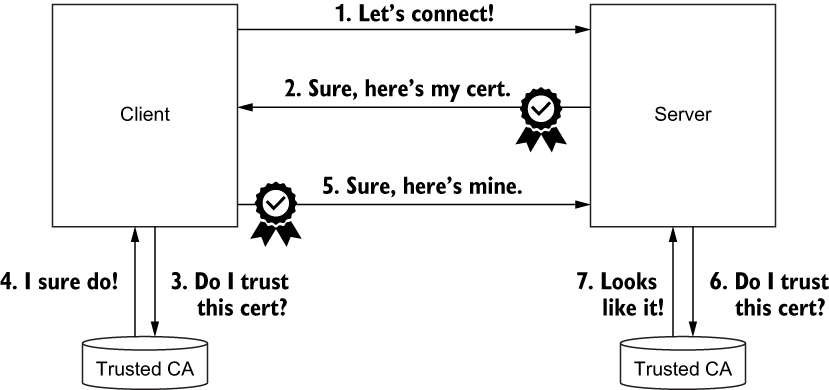 1. Let’s connect!
Client
2. Sure, here’s my cert.
Server
5. Sure, here’s mine.
4. I sure do!
3. Do I trust
this cert?
7. Looks
like it!
6. Do I trust
this cert?
Trusted CA
Trusted CA